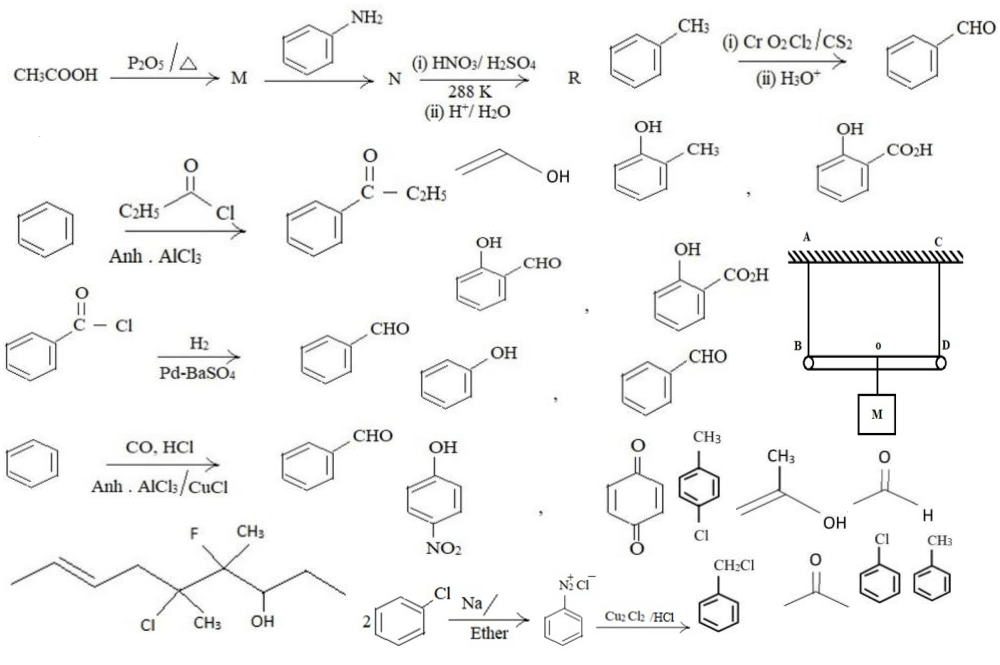 CH3COOH P2O5 / △ M NH2 N (i) HNO3/ H2SO4 288 K (ii) H+/ H2O R CH3 (i) Cr O2Cl2/CS2 (ii) H3O+ CHO
C2H5 O Cl Anh . AlCl3 O C – C2H5 OH OH CH3 , OH CO2H
OH CHO , OH CO2H A C B O D M
O C – Cl H2 Pd-BaSO4 CHO OH , CHO
CO, HCl Anh . AlCl3/CuCl CHO OH NO2 , O O CH3 Cl CH3 OH O H
F CH3 Cl CH3 OH 2 Cl Na/ Ether N2+ Cl− Cu2 Cl2 /HCl CH2Cl O Cl CH3